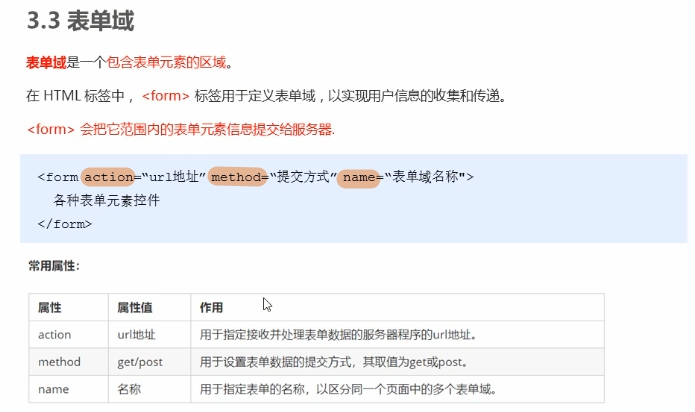 3.3 表单域
表单域是一个包含表单元素的区域。
在 HTML 标签中， <form> 标签用于定义表单域，以实现用户信息的收集和传递。
<form> 会把它范围内的表单元素信息提交给服务器.
<form action=“url地址” method=“提交方式” name=“表单域名称">
各种表单元素控件
</form>
常用属性：
属性 属性值 作用
action url地址 用于指定接收并处理表单数据的服务器程序的url地址。
method get/post 用于设置表单数据的提交方式，其取值为get或post。
name 名称 用于指定表单的名称，以区分同一个页面中的多个表单域。